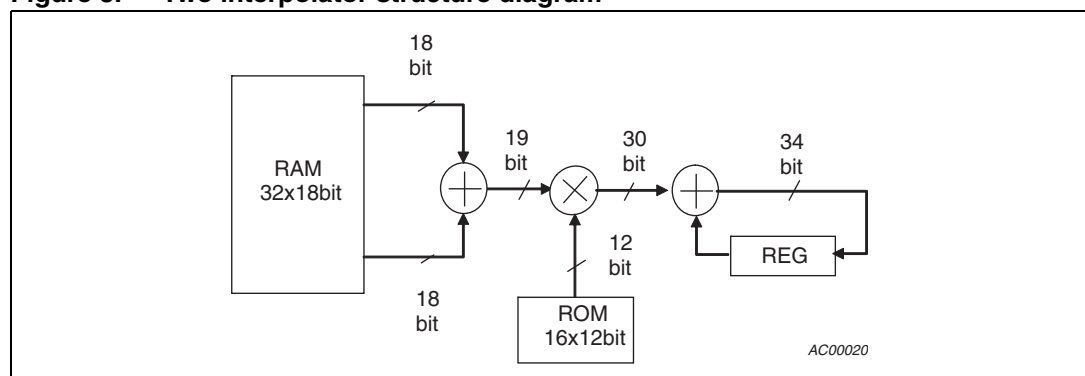 Figure Two interpolator structure diagram
18
bit
RAM
32x18bit
19
bit
30
bit
34
bit
REG
12
bit
18
bit
ROM
16x12bit
AC00020